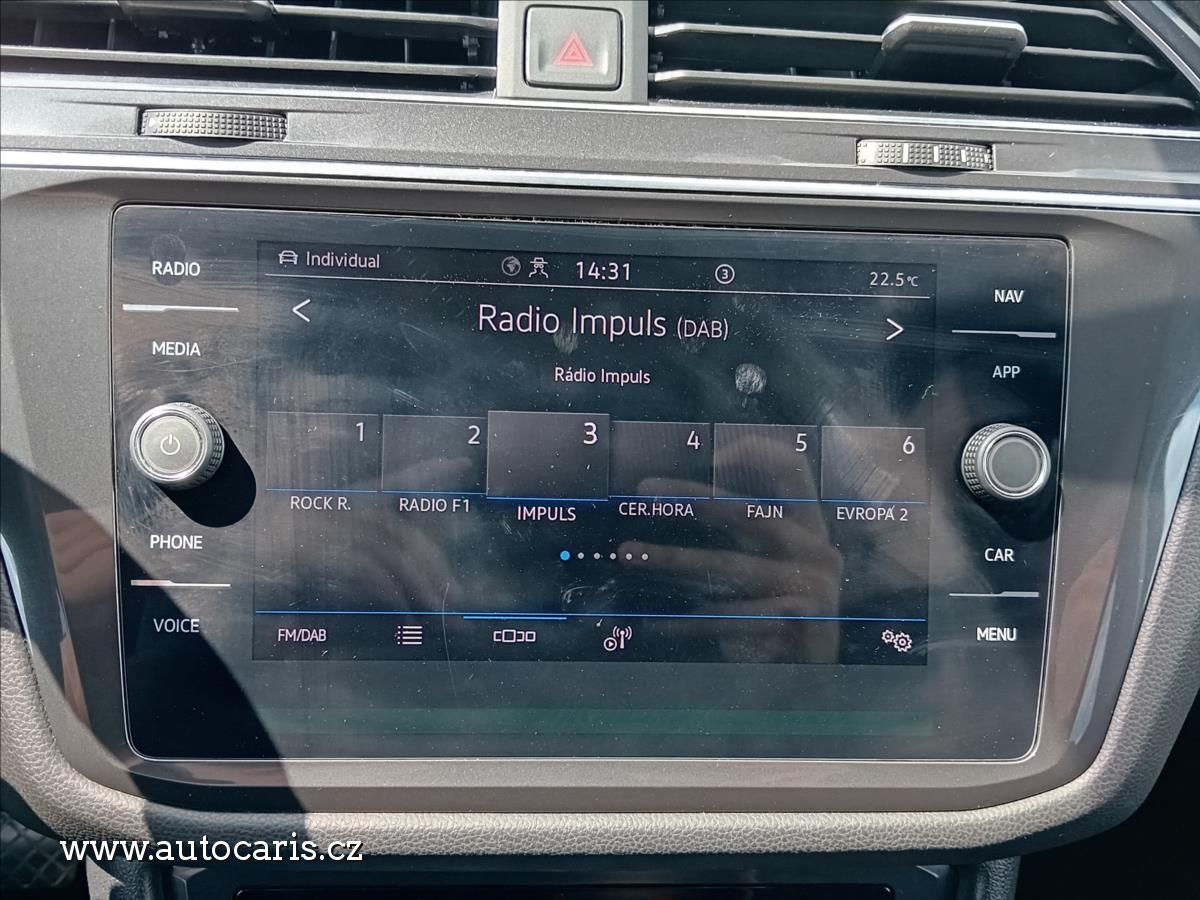 RADIO
MEDIA
PHONE
VOICE
Individual 14:31 3 22.5°C
< Radio Impuls (DAB) >
Rádio Impuls
1 2 3 4 5 6
ROCK R. RADIO F1 IMPULS CER.HORA FAJN EVROPA 2
FM/DAB
NAV
APP
CAR
MENU
www.autocaris.cz